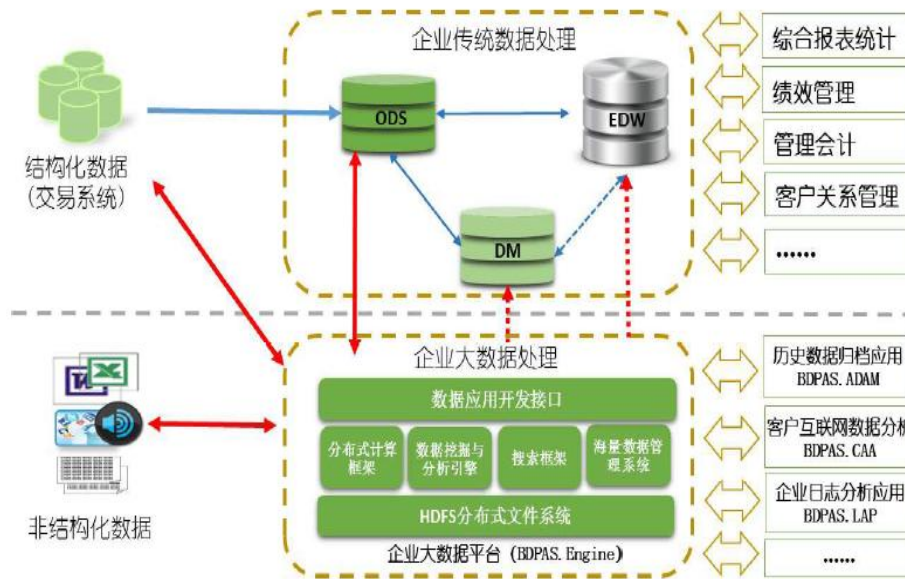 企业传统数据处理
综合报表统计
绩效管理
ODS
EDW
管理会计
结构化数据
(交易系统)
客户关系管理
DM
......
企业大数据处理
历史数据归档应用
BDPAS.ADAM
数据应用开发接口
W
X
分布式计算
框架
数据挖掘与
分析引擎
搜索框架
海量数据管
理系统
客户互联网数据分析
BDPAS.CAA
HDFS分布式文件系统
企业日志分析应用
BDPAS.LAP
非结构化数据
企业大数据平台(BDPAS.Engine)
......